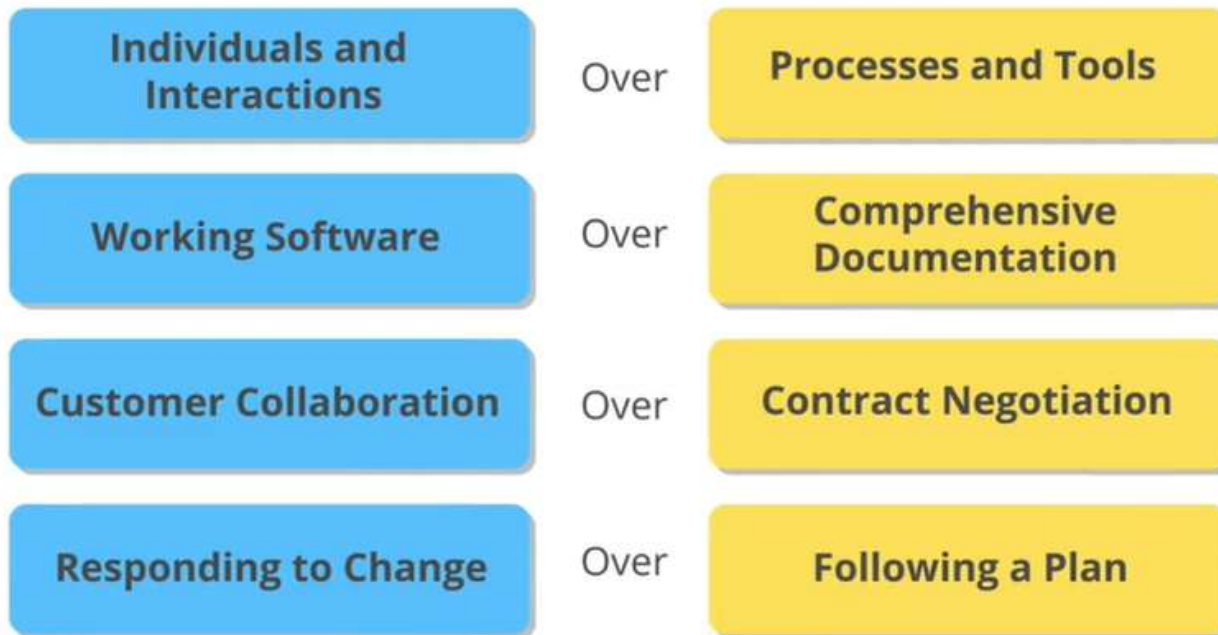 Individuals and
Interactions
Over
Processes and Tools
Working Software
Over
Comprehensive
Documentation
Customer Collaboration
Over
Contract Negotiation
Responding to Change
Over
Following a Plan